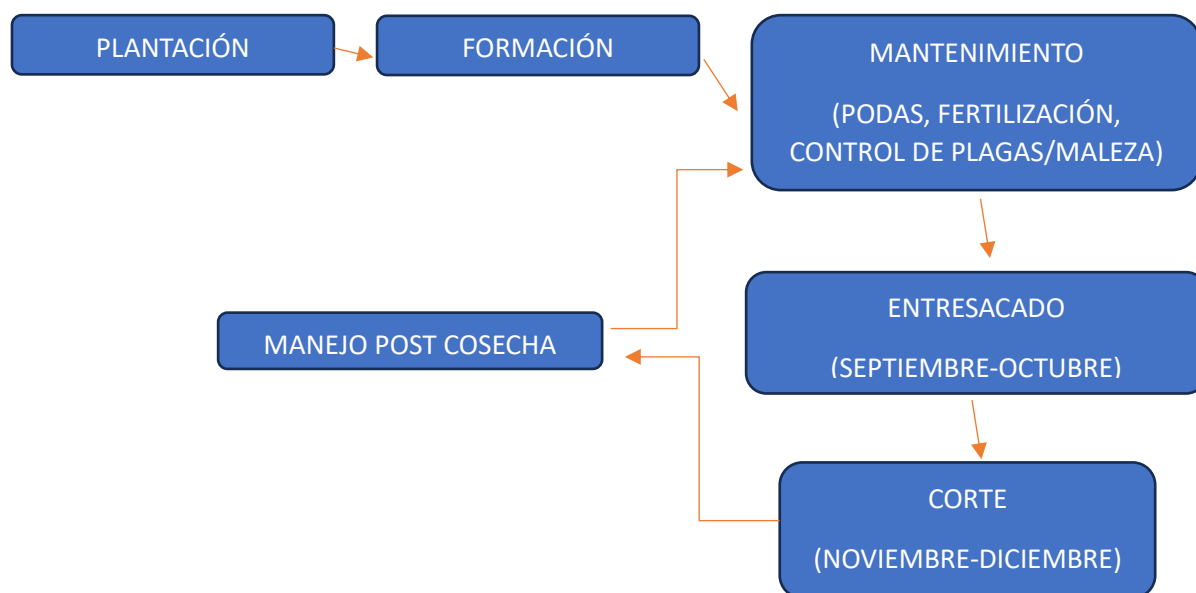 PLANTACIÓN
FORMACIÓN
MANTENIMIENTO
(PODAS, FERTILIZACIÓN,
CONTROL DE PLAGAS/MALEZA)
ENTRESACADO
(SEPTIEMBRE-OCTUBRE)
MANEJO POST COSECHA
CORTE
(NOVIEMBRE-DICIEMBRE)